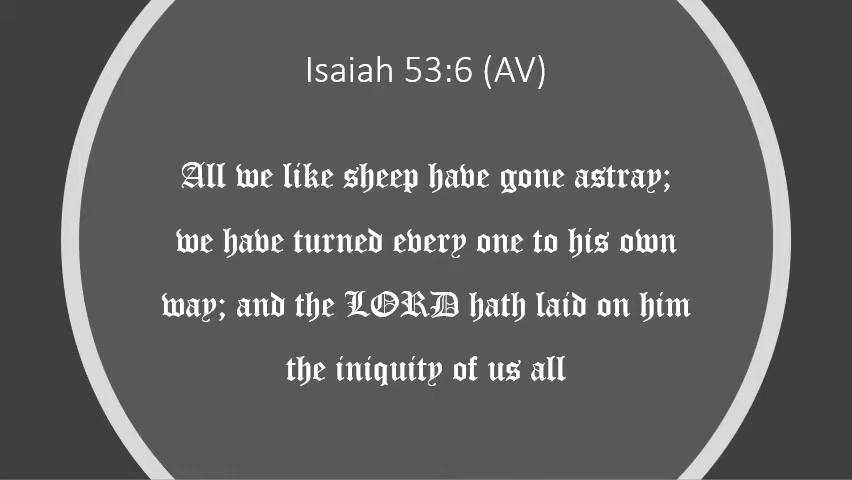 Isaiah 53:6 (AV)
All we like sheep have gone astray;
we have turned every one to his own
way; and the LORD hath laid on him
the iniquity of us all